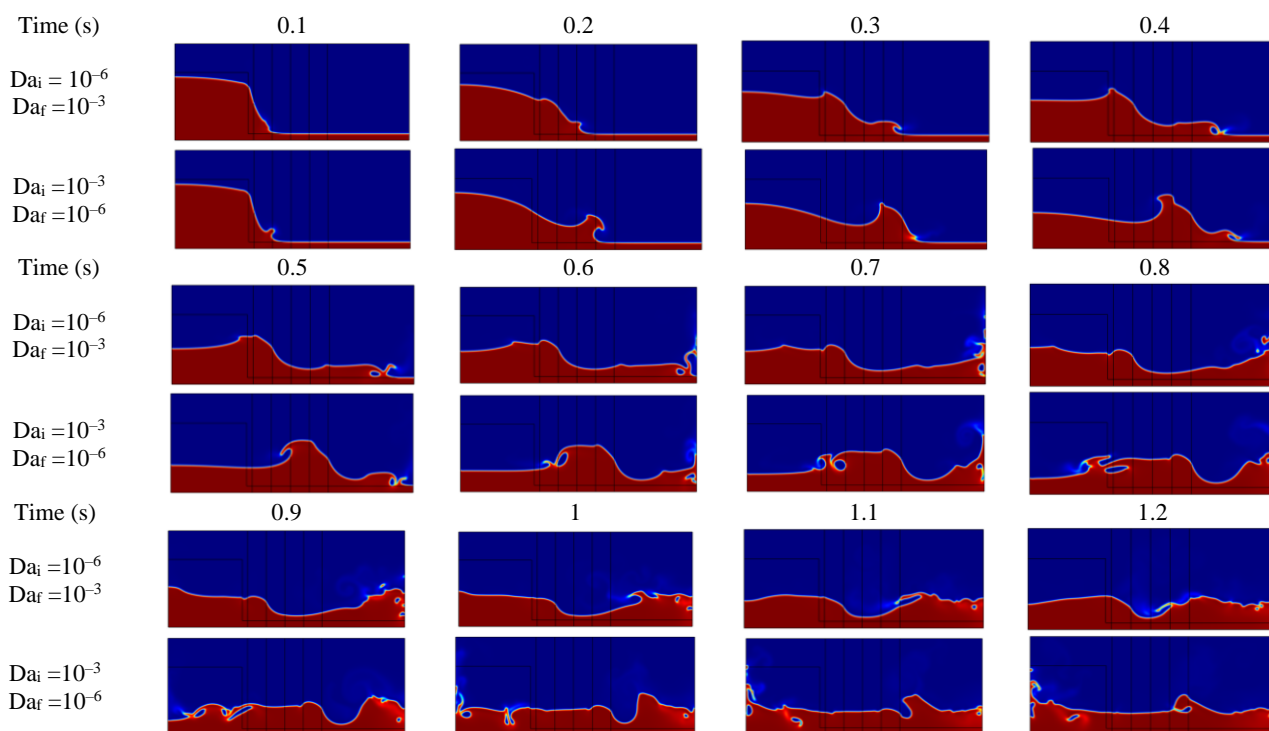 Time (s) 0.1 0.2 0.3 0.4
Daᵢ = 10⁻⁶
Da_f =10⁻³
Daᵢ =10⁻³
Da_f =10⁻⁶
Time (s) 0.5 0.6 0.7 0.8
Daᵢ =10⁻⁶
Da_f =10⁻³
Daᵢ =10⁻³
Da_f =10⁻⁶
Time (s) 0.9 1 1.1 1.2
Daᵢ =10⁻⁶
Da_f =10⁻³
Daᵢ =10⁻³
Da_f =10⁻⁶